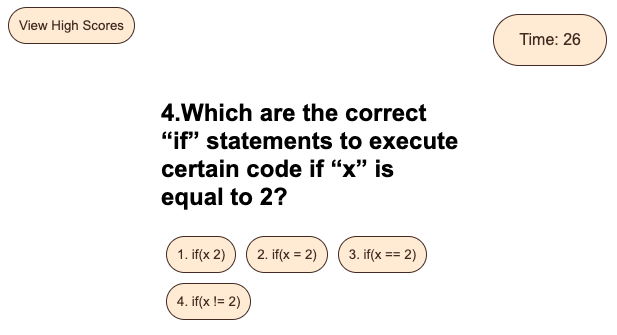 View High Scores
Time: 26
4.Which are the correct
“if” statements to execute
certain code if “x” is
equal to 2?
1. if(x 2)
2. if(x = 2)
3. if(x == 2)
4. if(x != 2)